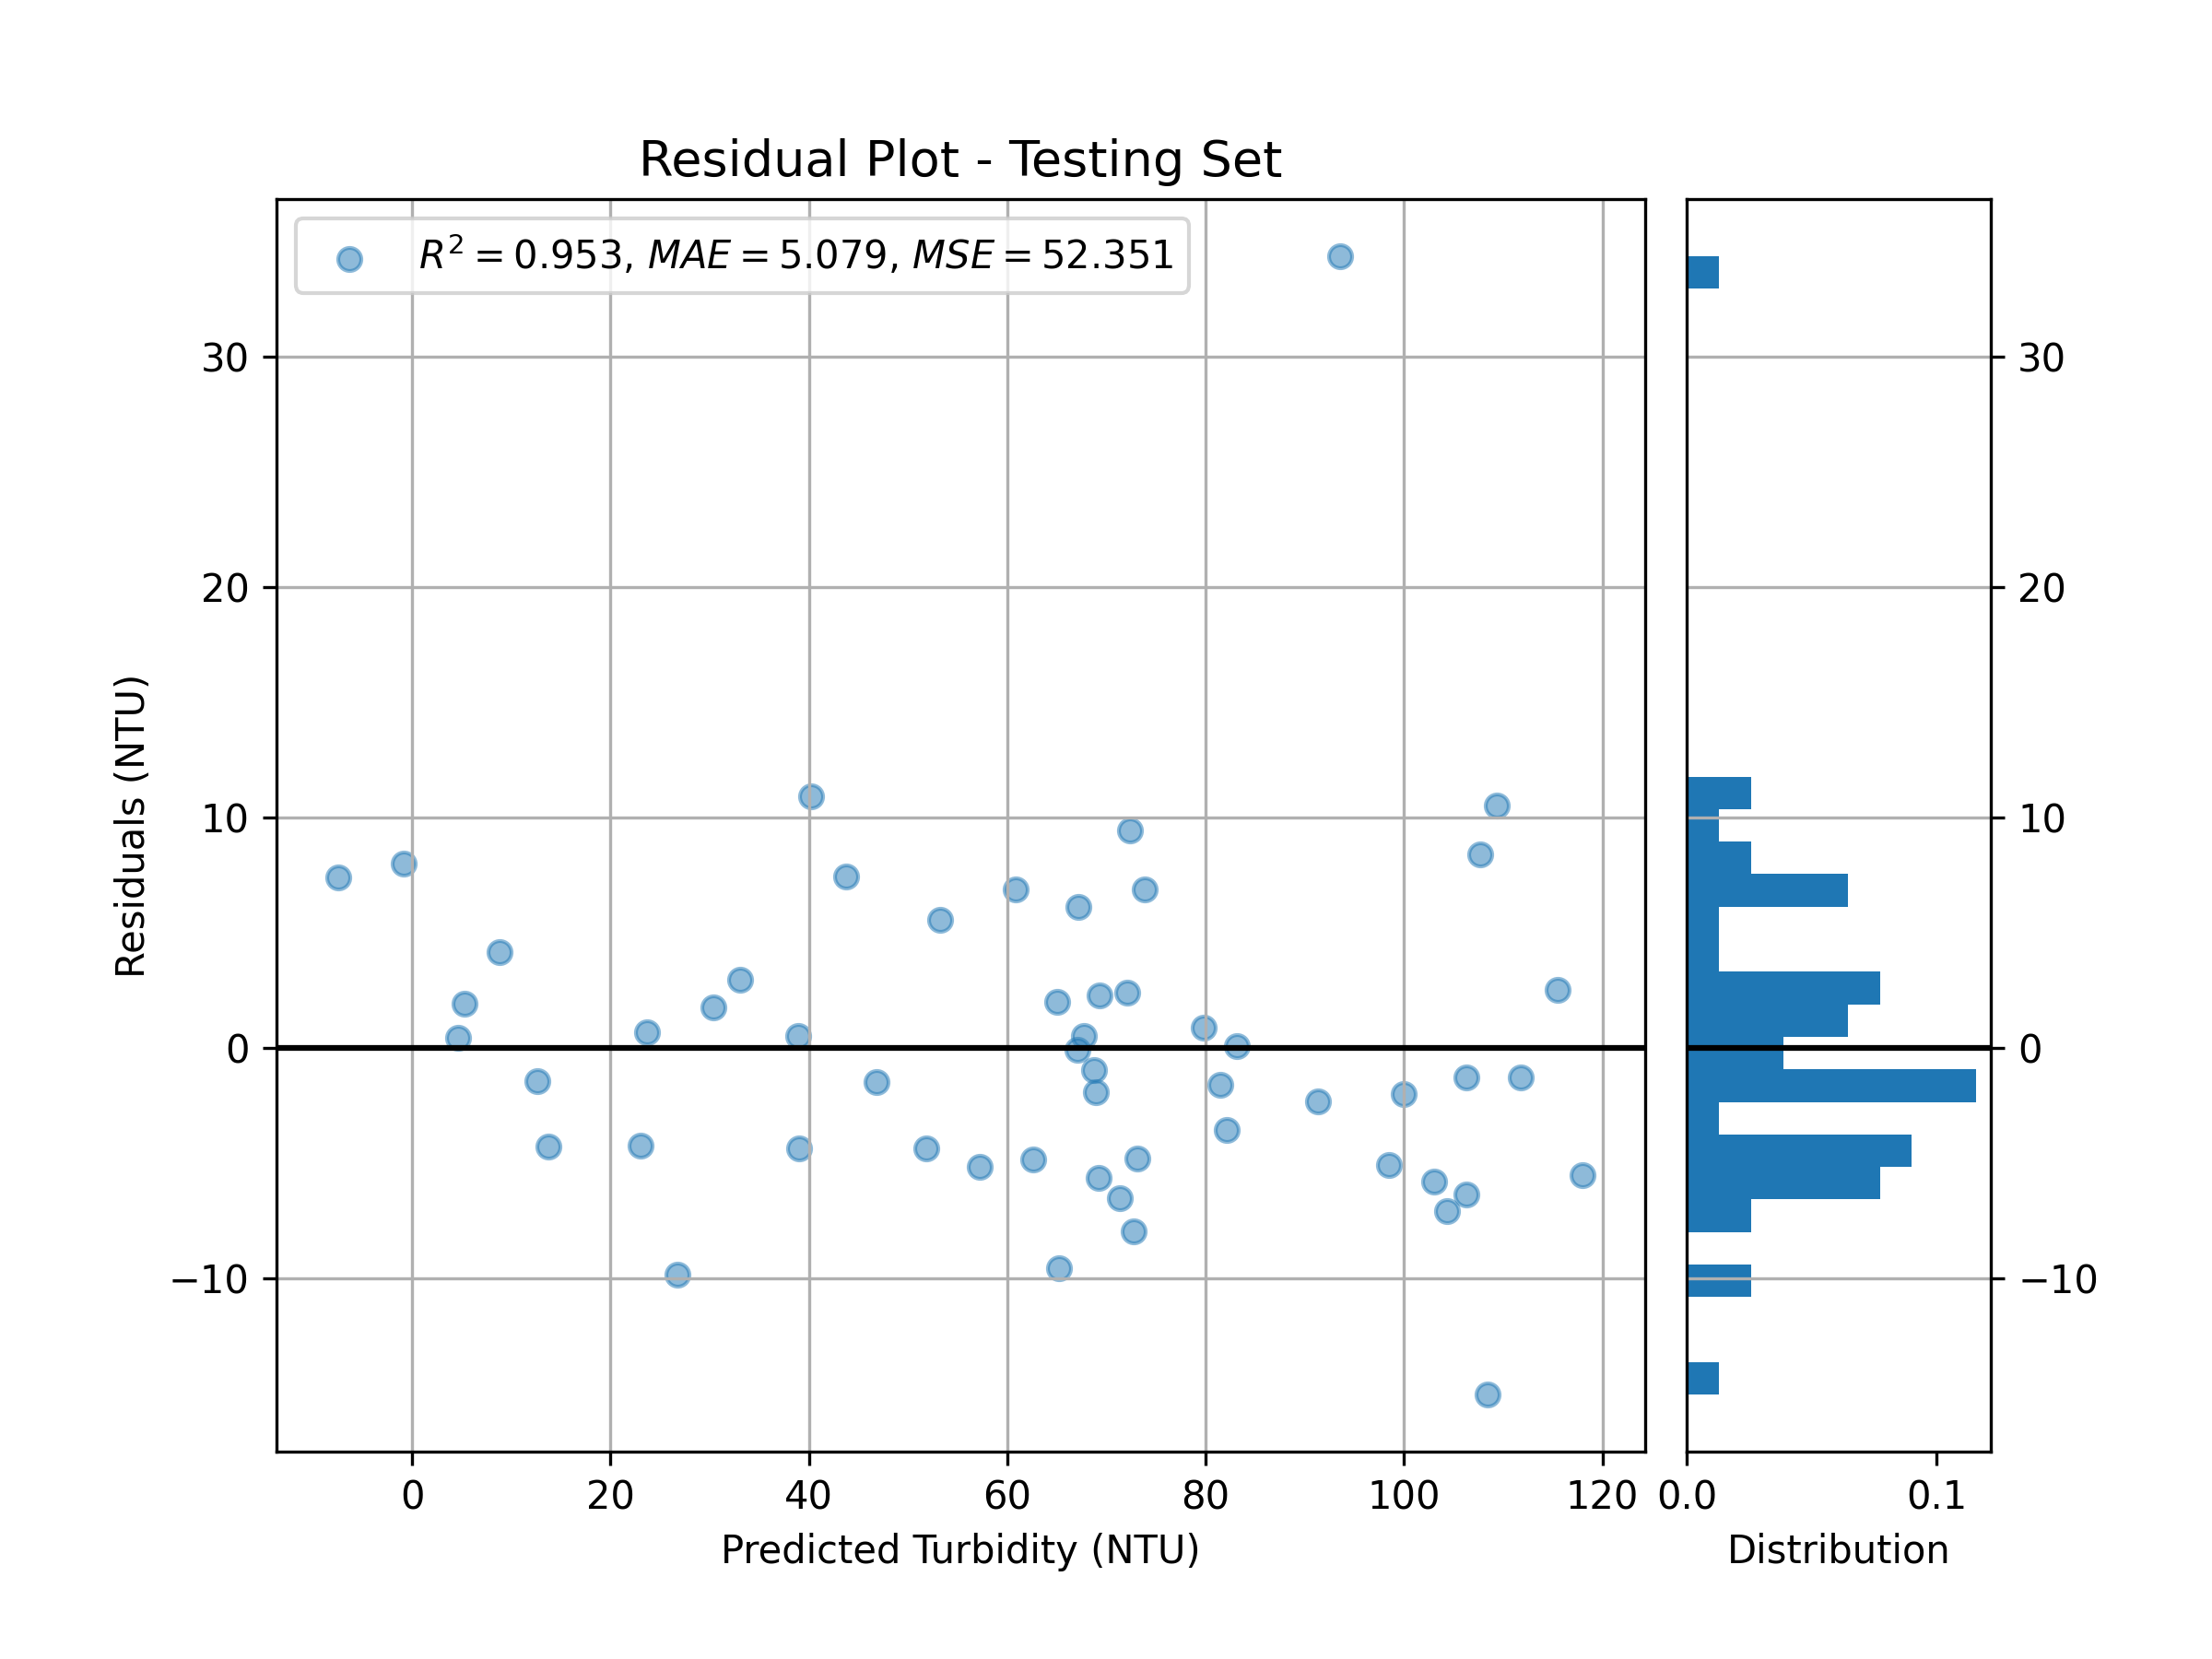 Residual Plot - Testing Set
R² = 0.953, MAE = 5.079, MSE = 52.351
Residuals (NTU)
30
20
10
0
−10
0 20 40 60 80 100 120
Predicted Turbidity (NTU)
30
20
10
0
−10
0.0 0.1
Distribution